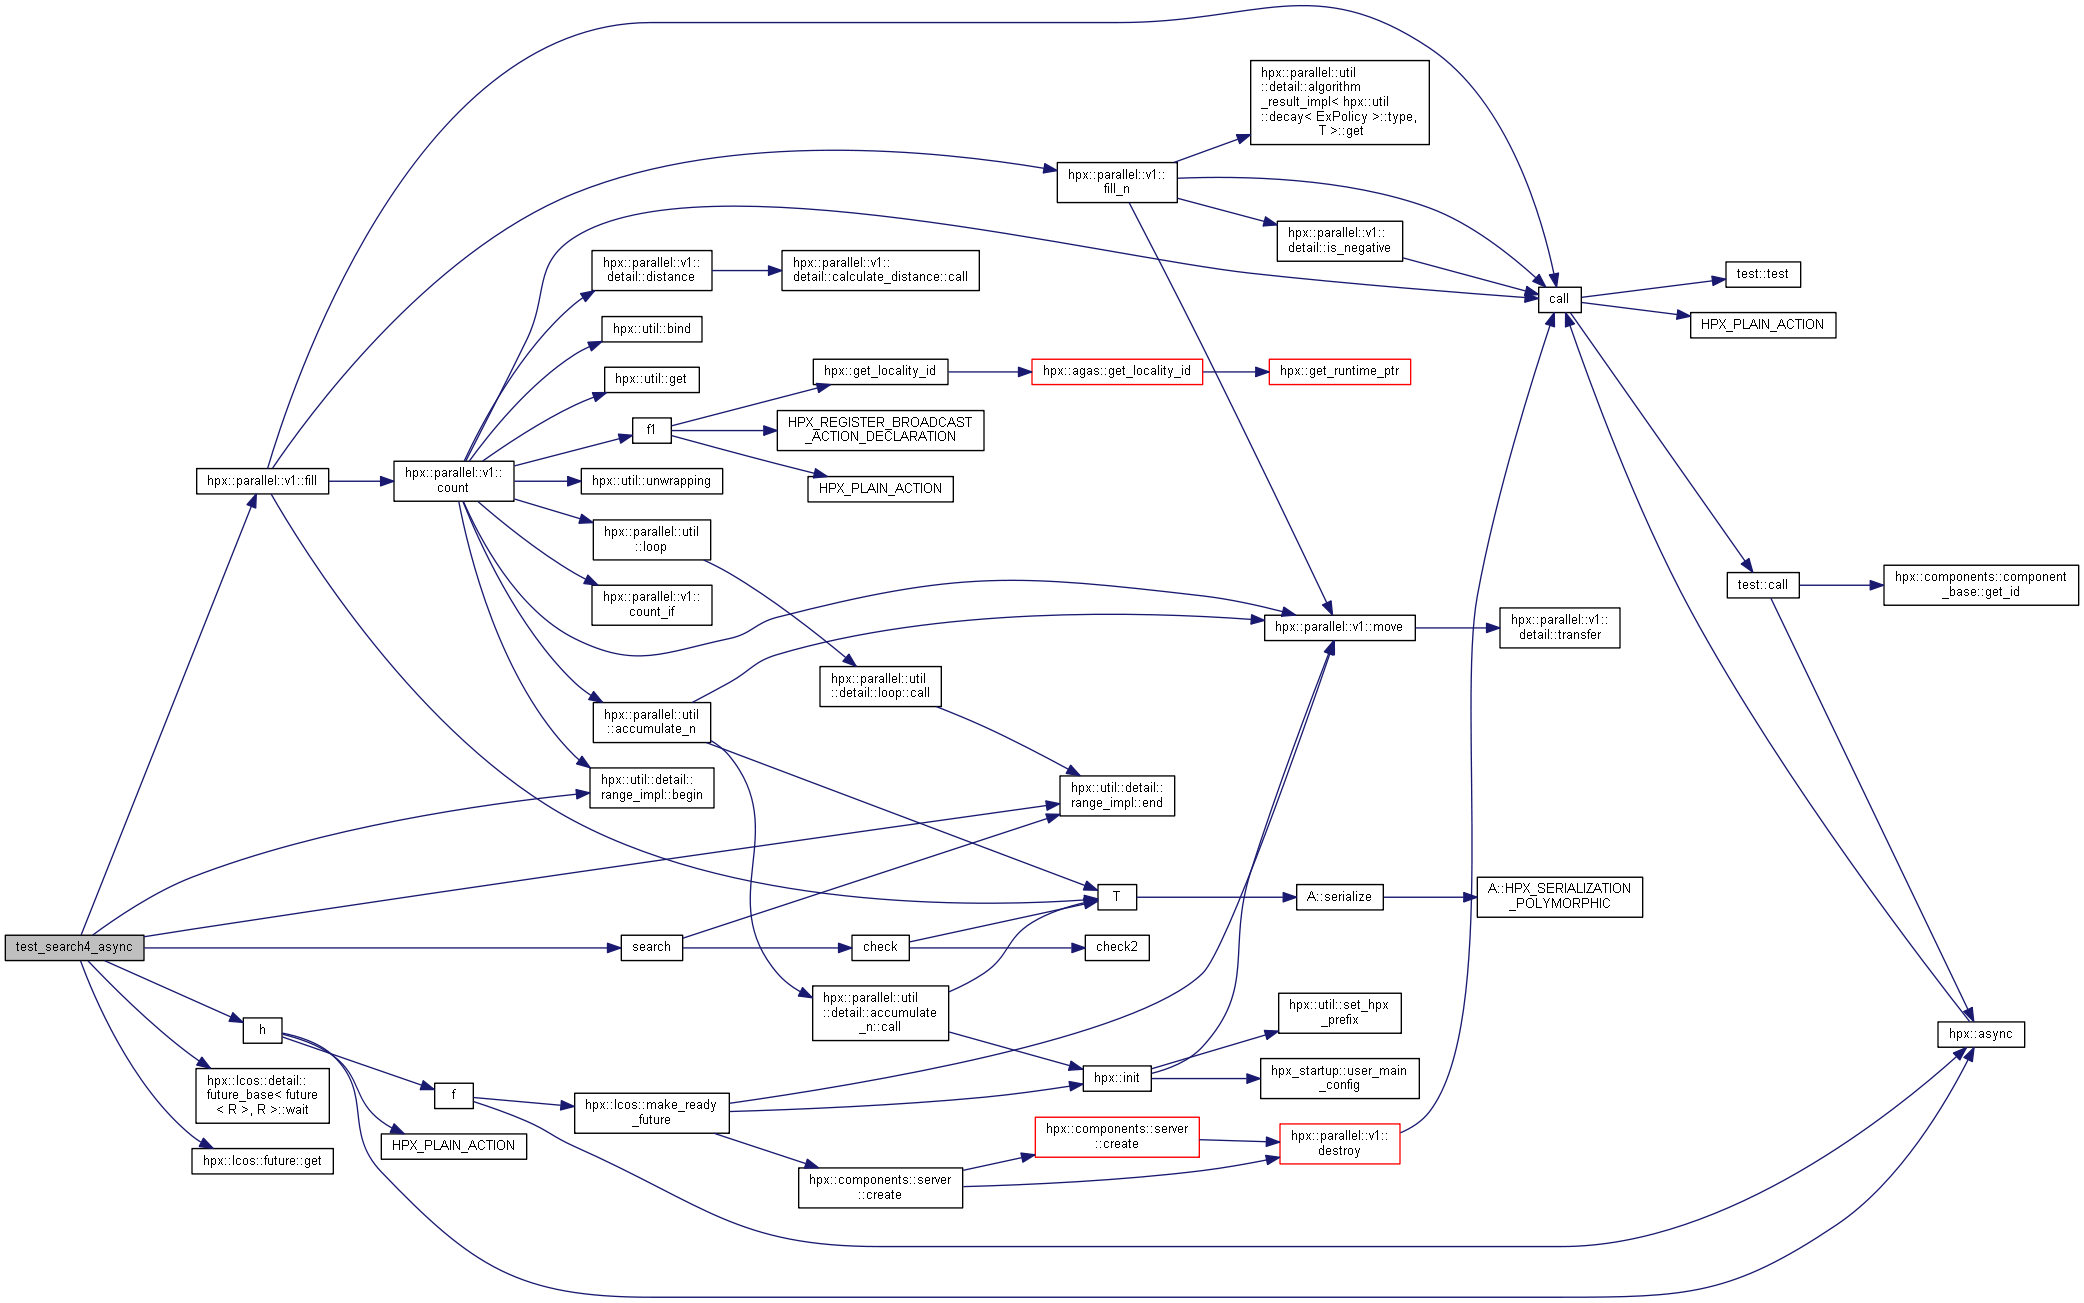 hpx::parallel::util
::detail::algorithm
_result_impl< hpx::util
::decay< ExPolicy >::type,
T >::get
hpx::parallel::v1::
fill_n
hpx::parallel::v1::
detail::is_negative
hpx::parallel::v1::
detail::distance
hpx::parallel::v1::
detail::calculate_distance::call
test::test
call
HPX_PLAIN_ACTION
hpx::util::bind
hpx::util::get
hpx::get_locality_id
hpx::agas::get_locality_id
hpx::get_runtime_ptr
f1
HPX_REGISTER_BROADCAST
_ACTION_DECLARATION
HPX_PLAIN_ACTION
hpx::parallel::v1::fill
hpx::parallel::v1::
count
hpx::util::unwrapping
hpx::parallel::util
::loop
hpx::parallel::v1::
count_if
test::call
hpx::components::component
_base::get_id
hpx::parallel::v1::move
hpx::parallel::v1::
detail::transfer
hpx::parallel::util
::detail::loop::call
hpx::parallel::util
::accumulate_n
hpx::util::detail::
range_impl::begin
hpx::util::detail::
range_impl::end
T
A::serialize
A::HPX_SERIALIZATION
_POLYMORPHIC
test_search4_async
search
check
check2
hpx::parallel::util
::detail::accumulate
_n::call
h
hpx::util::set_hpx
_prefix
hpx::async
hpx::lcos::detail::
future_base< future
< R >, R >::wait
f
hpx::init
hpx_startup::user_main
_config
hpx::lcos::make_ready
_future
hpx::lcos::future::get
HPX_PLAIN_ACTION
hpx::components::server
::create
hpx::parallel::v1::
destroy
hpx::components::server
::create